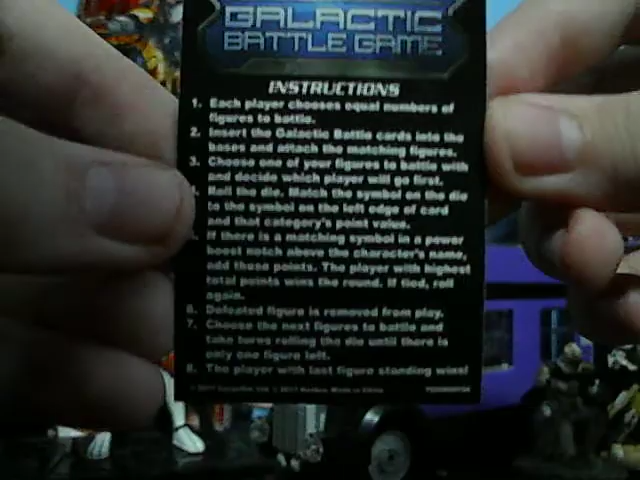 GALACTIC
BATTLE GAME
INSTRUCTIONS
1. Each player chooses equal numbers of
figures to battle.
2. Insert the Galactic Battle cards into the
bases and attach the matching figures.
3. Choose one of your figures to battle with
and decide which player will go first.
Roll the die. Match the symbol on the die
to the symbol on the left edge of card
and that category's point value.
If there is a matching symbol in a power
boost notch above the character's name,
add those points. The player with highest
total points wins the round. If tied, roll
again.
6. Defeated figure is removed from play.
7. Choose the next figures to battle and
take turns rolling the die until there is
only one figure left.
8. The player with last figure standing wins!